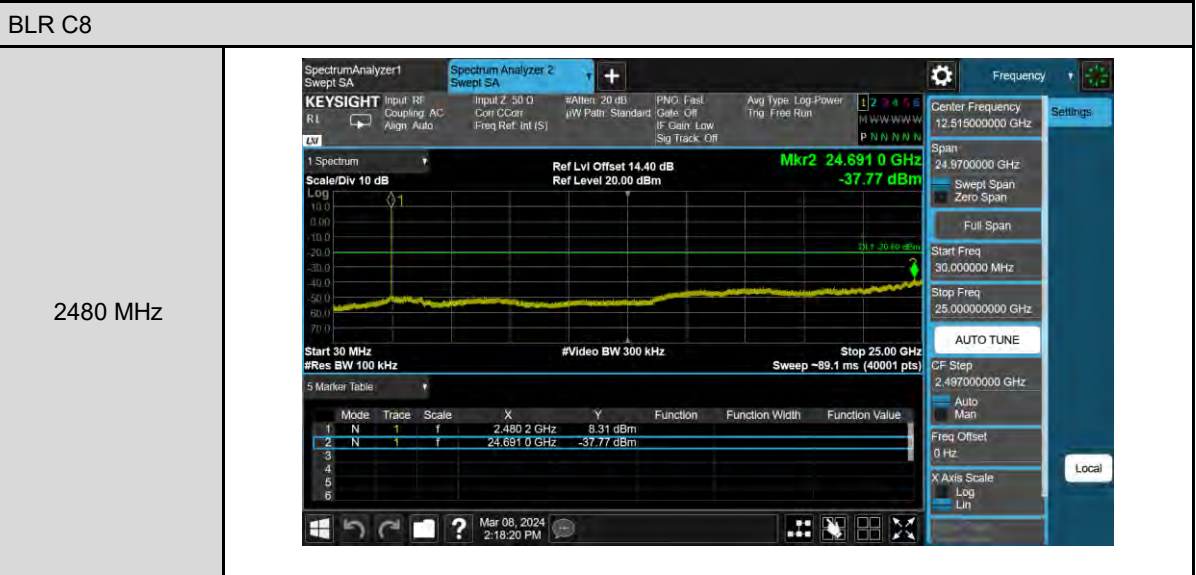 BLR C8
2480 MHz
SpectrumAnalyzer1
Swept SA
Spectrum Analyzer 2
Swept SA
+
Frequency
KEYSIGHT
RL
LXI
Input: RF
Coupling: AC
Align: Auto
Input Z: 50 Ω
Corr CCorr
Freq Ref: Int (S)
#Atten: 20 dB
µW Path: Standard
PNO: Fast
Gate: Off
IF Gain: Low
Sig Track: Off
Avg Type: Log-Power
Trig: Free Run
1 2 3 4 5 6
M W W W W W
P N N N N N
1 Spectrum
Scale/Div 10 dB
Ref Lvl Offset 14.40 dB
Ref Level 20.00 dBm
Mkr2 24.691 0 GHz
-37.77 dBm
Log
10.0
0.00
-10.0
-20.0
-30.0
-40.0
-50.0
-60.0
-70.0
1
2
Start 30 MHz
#Res BW 100 kHz
#Video BW 300 kHz
Stop 25.00 GHz
Sweep ~89.1 ms (40001 pts)
5 Marker Table
Mode Trace Scale X Y Function Function Width Function Value
1 N 1 f 2.480 2 GHz 8.31 dBm
2 N 1 f 24.691 0 GHz -37.77 dBm
3
4
5
6
Mar 08, 2024
2:18:20 PM
Center Frequency
12.515000000 GHz
Settings
Span
24.9700000 GHz
Swept Span
Zero Span
Full Span
Start Freq
30.000000 MHz
Stop Freq
25.000000000 GHz
AUTO TUNE
CF Step
2.497000000 GHz
Auto
Man
Freq Offset
0 Hz
X Axis Scale
Log
Lin
Local